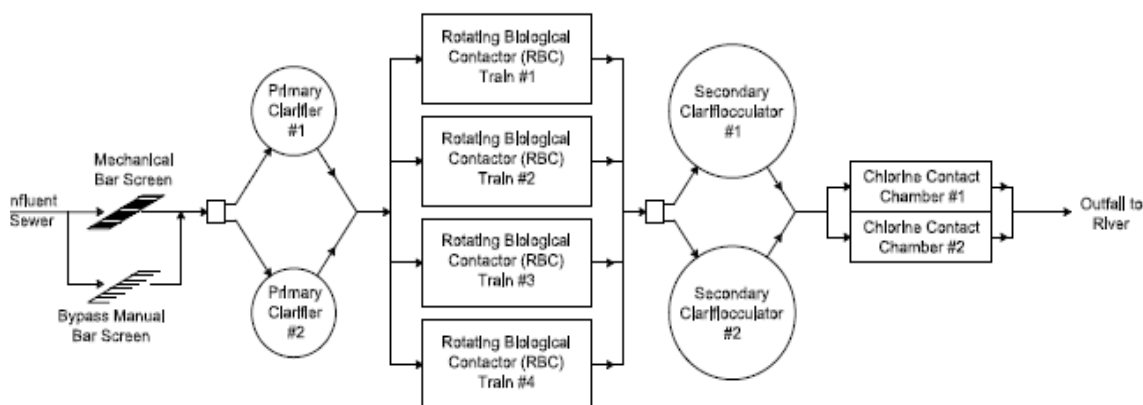 nfluent
Sewer
Mechanical
Bar Screen
Bypass Manual
Bar Screen
Primary
Clarifier
#1
Primary
Clarifier
#2
Rotating Biological
Contactor (RBC)
Train #1
Rotating Biological
Contactor (RBC)
Train #2
Rotating Biological
Contactor (RBC)
Train #3
Rotating Biological
Contactor (RBC)
Train #4
Secondary
Clariflocculator
#1
Secondary
Clariflocculator
#2
Chlorine Contact
Chamber #1
Chlorine Contact
Chamber #2
Outfall to
River